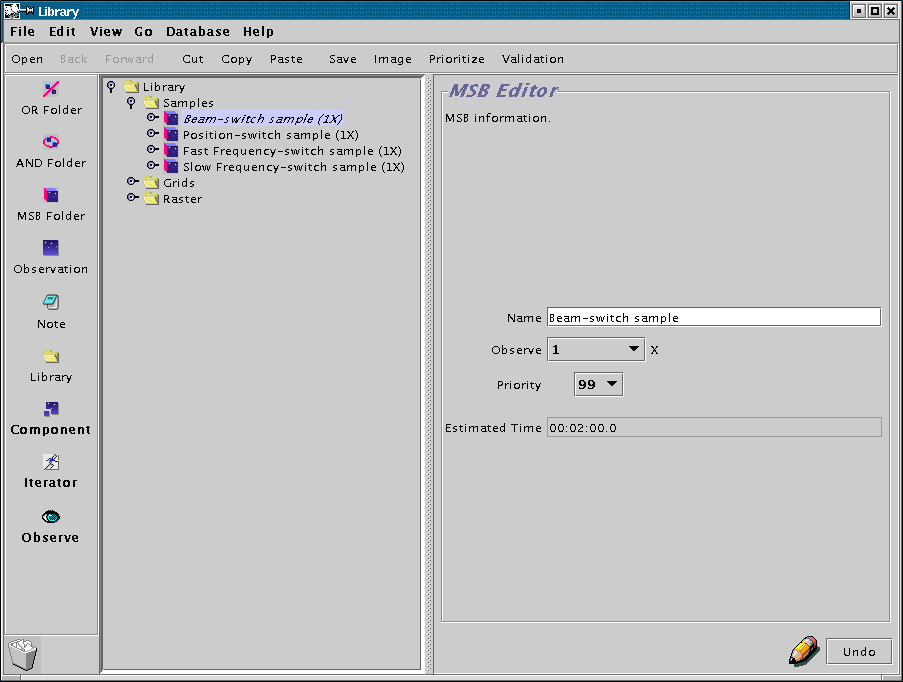 Library
File Edit View Go Database Help
Open Back Forward Cut Copy Paste Save Image Prioritize Validation
OR Folder
AND Folder
MSB Folder
Observation
Note
Library
Component
Iterator
Observe
Library
Samples
Beam-switch sample (1X)
Position-switch sample (1X)
Fast Frequency-switch sample (1X)
Slow Frequency-switch sample (1X)
Grids
Raster
MSB Editor
MSB information.
Name Beam-switch sample
Observe 1 X
Priority 99
Estimated Time 00:02:00.0
Undo